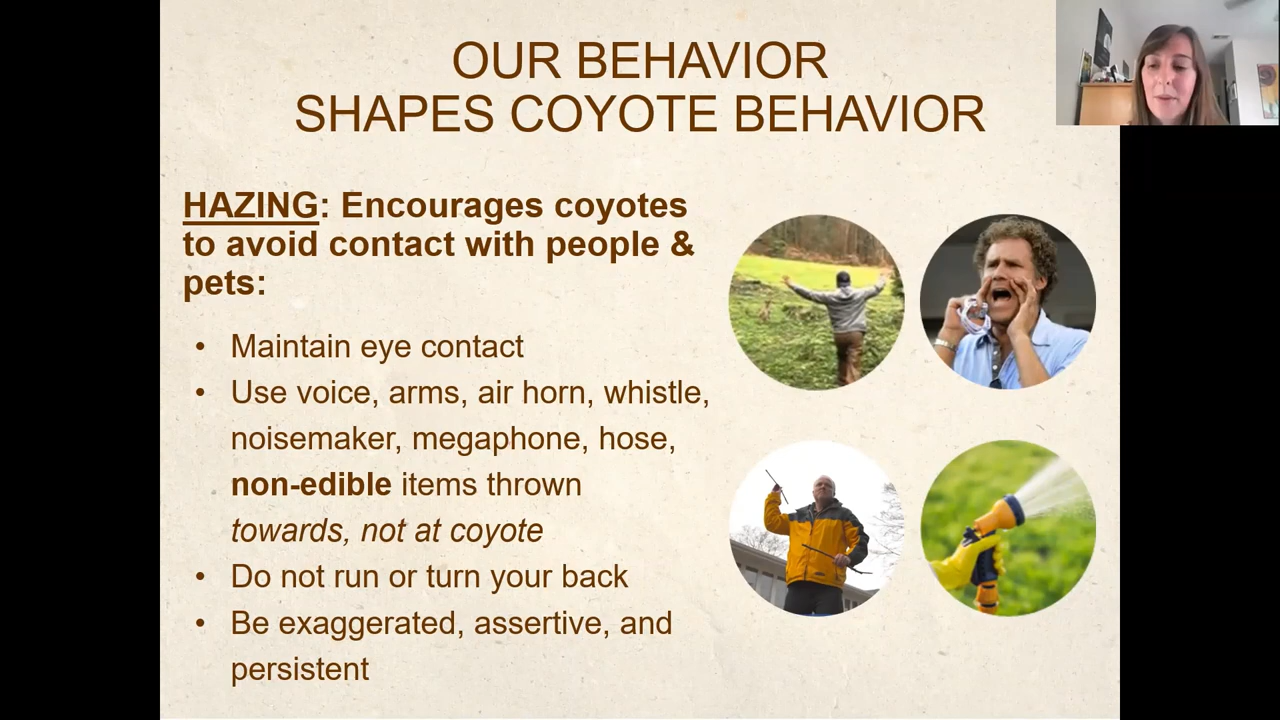 OUR BEHAVIOR
SHAPES COYOTE BEHAVIOR
HAZING: Encourages coyotes
to avoid contact with people &
pets:
• Maintain eye contact
• Use voice, arms, air horn, whistle,
noisemaker, megaphone, hose,
non-edible items thrown
towards, not at coyote
• Do not run or turn your back
• Be exaggerated, assertive, and
persistent